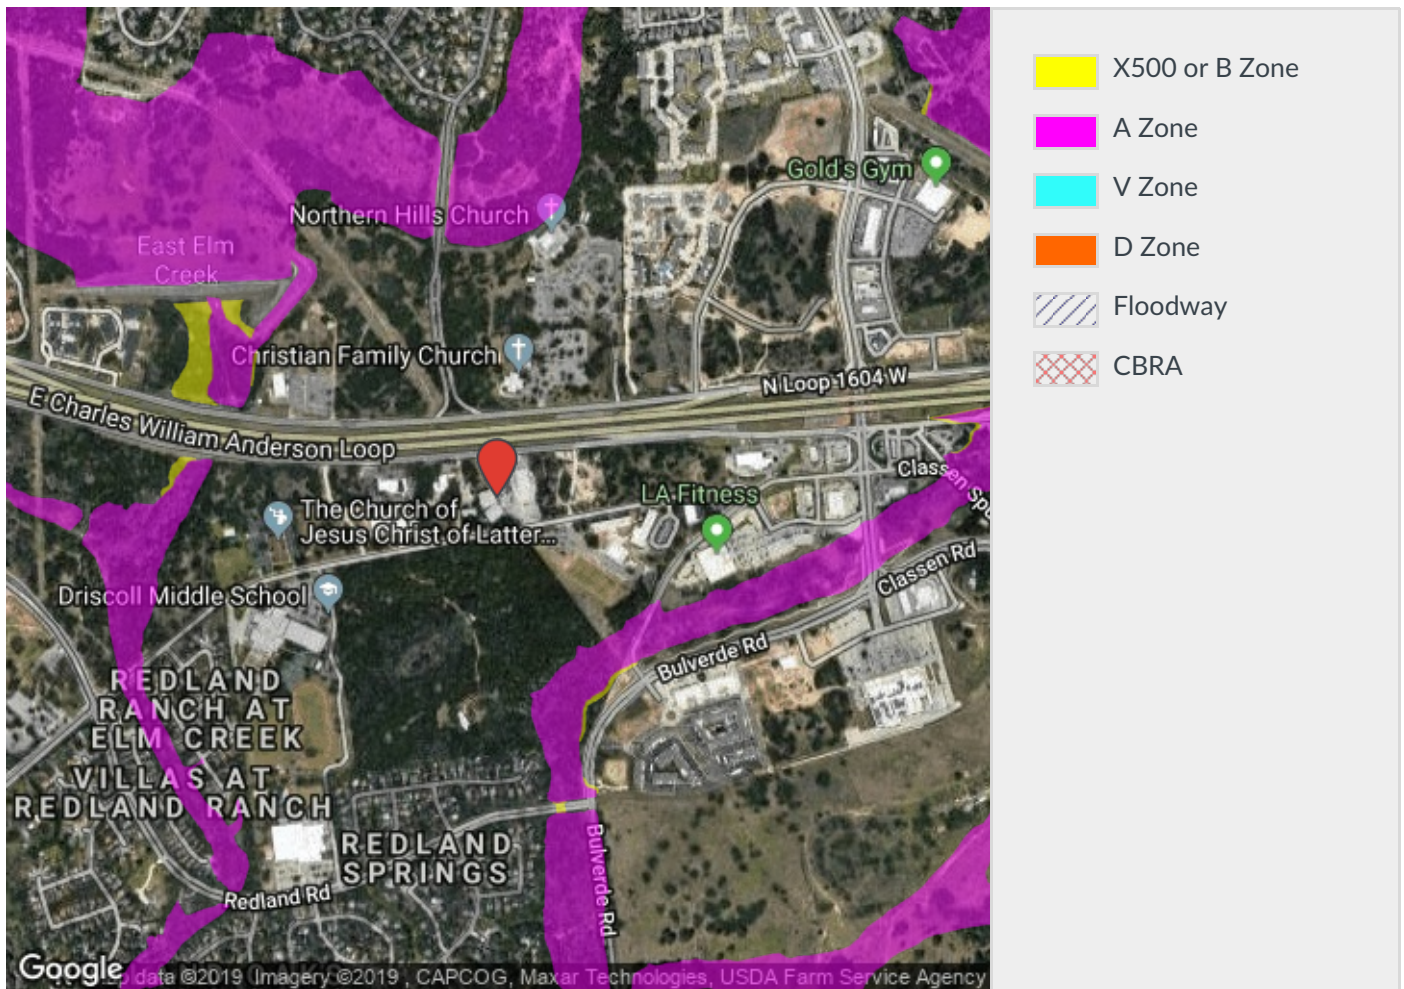 Gold's Gym
Northern Hills Church
East Elm
Creek
Christian Family Church
N Loop 1604 W
E Charles William Anderson Loop
Classen Spu
LA Fitness
The Church of
Jesus Christ of Latter...
Classen Rd
Driscoll Middle School
Bulverde Rd
REDLAND
RANCH AT
ELM CREEK
VILLAS AT
REDLAND RANCH
REDLAND
SPRINGS
Bulverde Rd
Redland Rd
Google
data ©2019 Imagery ©2019 , CAPCOG, Maxar Technologies, USDA Farm Service Agency
X500 or B Zone
A Zone
V Zone
D Zone
Floodway
CBRA